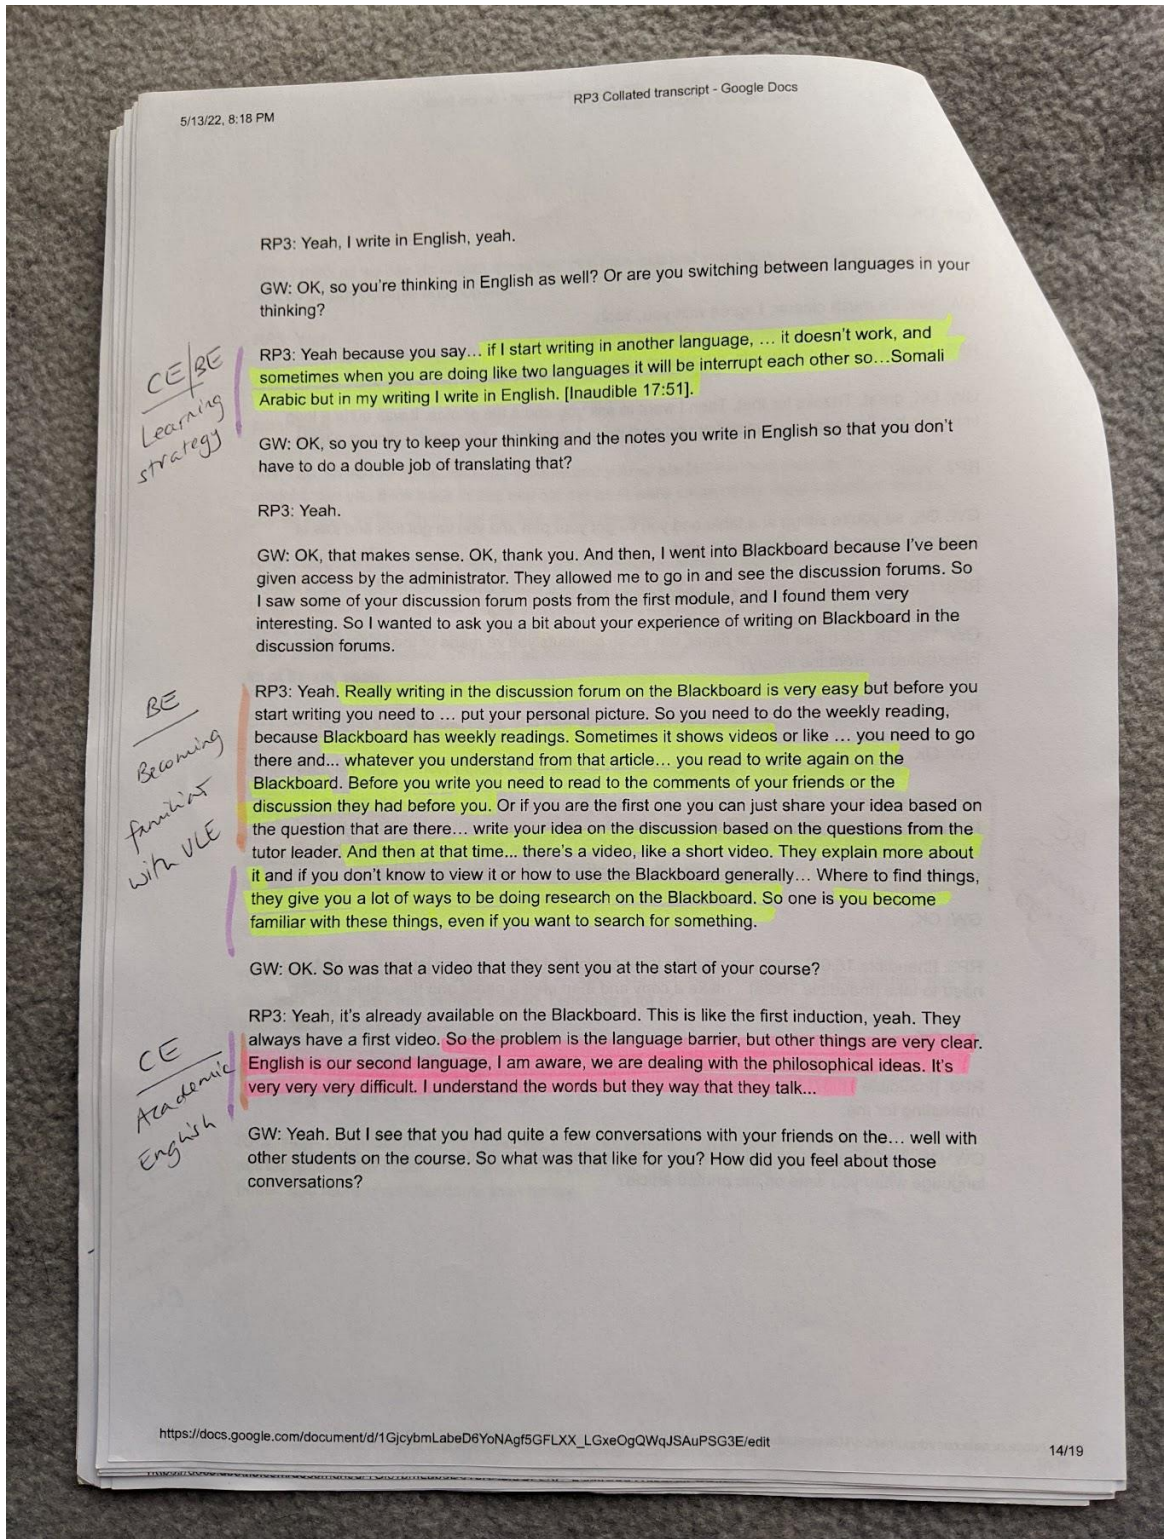 5/13/22, 8:18 PM
RP3 Collated transcript - Google Docs
RP3: Yeah, I write in English, yeah.
GW: OK, so you're thinking in English as well? Or are you switching between languages in your
thinking?
CE/BE
Learning
strategy
RP3: Yeah because you say… if I start writing in another language, … it doesn't work, and
sometimes when you are doing like two languages it will be interrupt each other so…Somali
Arabic but in my writing I write in English. [Inaudible 17:51].
GW: OK, so you try to keep your thinking and the notes you write in English so that you don't
have to do a double job of translating that?
RP3: Yeah.
GW: OK, that makes sense. OK, thank you. And then, I went into Blackboard because I've been
given access by the administrator. They allowed me to go in and see the discussion forums. So
I saw some of your discussion forum posts from the first module, and I found them very
interesting. So I wanted to ask you a bit about your experience of writing on Blackboard in the
discussion forums.
BE
Becoming
familiar
with VLE
RP3: Yeah. Really writing in the discussion forum on the Blackboard is very easy but before you
start writing you need to … put your personal picture. So you need to do the weekly reading,
because Blackboard has weekly readings. Sometimes it shows videos or like … you need to go
there and… whatever you understand from that article… you read to write again on the
Blackboard. Before you write you need to read to the comments of your friends or the
discussion they had before you. Or if you are the first one you can just share your idea based on
the question that are there… write your idea on the discussion based on the questions from the
tutor leader. And then at that time… there's a video, like a short video. They explain more about
it and if you don't know to view it or how to use the Blackboard generally… Where to find things,
they give you a lot of ways to be doing research on the Blackboard. So one is you become
familiar with these things, even if you want to search for something.
GW: OK. So was that a video that they sent you at the start of your course?
CE
Academic
English
RP3: Yeah, it's already available on the Blackboard. This is like the first induction, yeah. They
always have a first video. So the problem is the language barrier, but other things are very clear.
English is our second language, I am aware, we are dealing with the philosophical ideas. It's
very very very difficult. I understand the words but they way that they talk…
GW: Yeah. But I see that you had quite a few conversations with your friends on the… well with
other students on the course. So what was that like for you? How did you feel about those
conversations?
https://docs.google.com/document/d/1GjcybmLabeD6YoNAgf5GFLXX_LGxeOgQWqJSAuPSG3E/edit
14/19